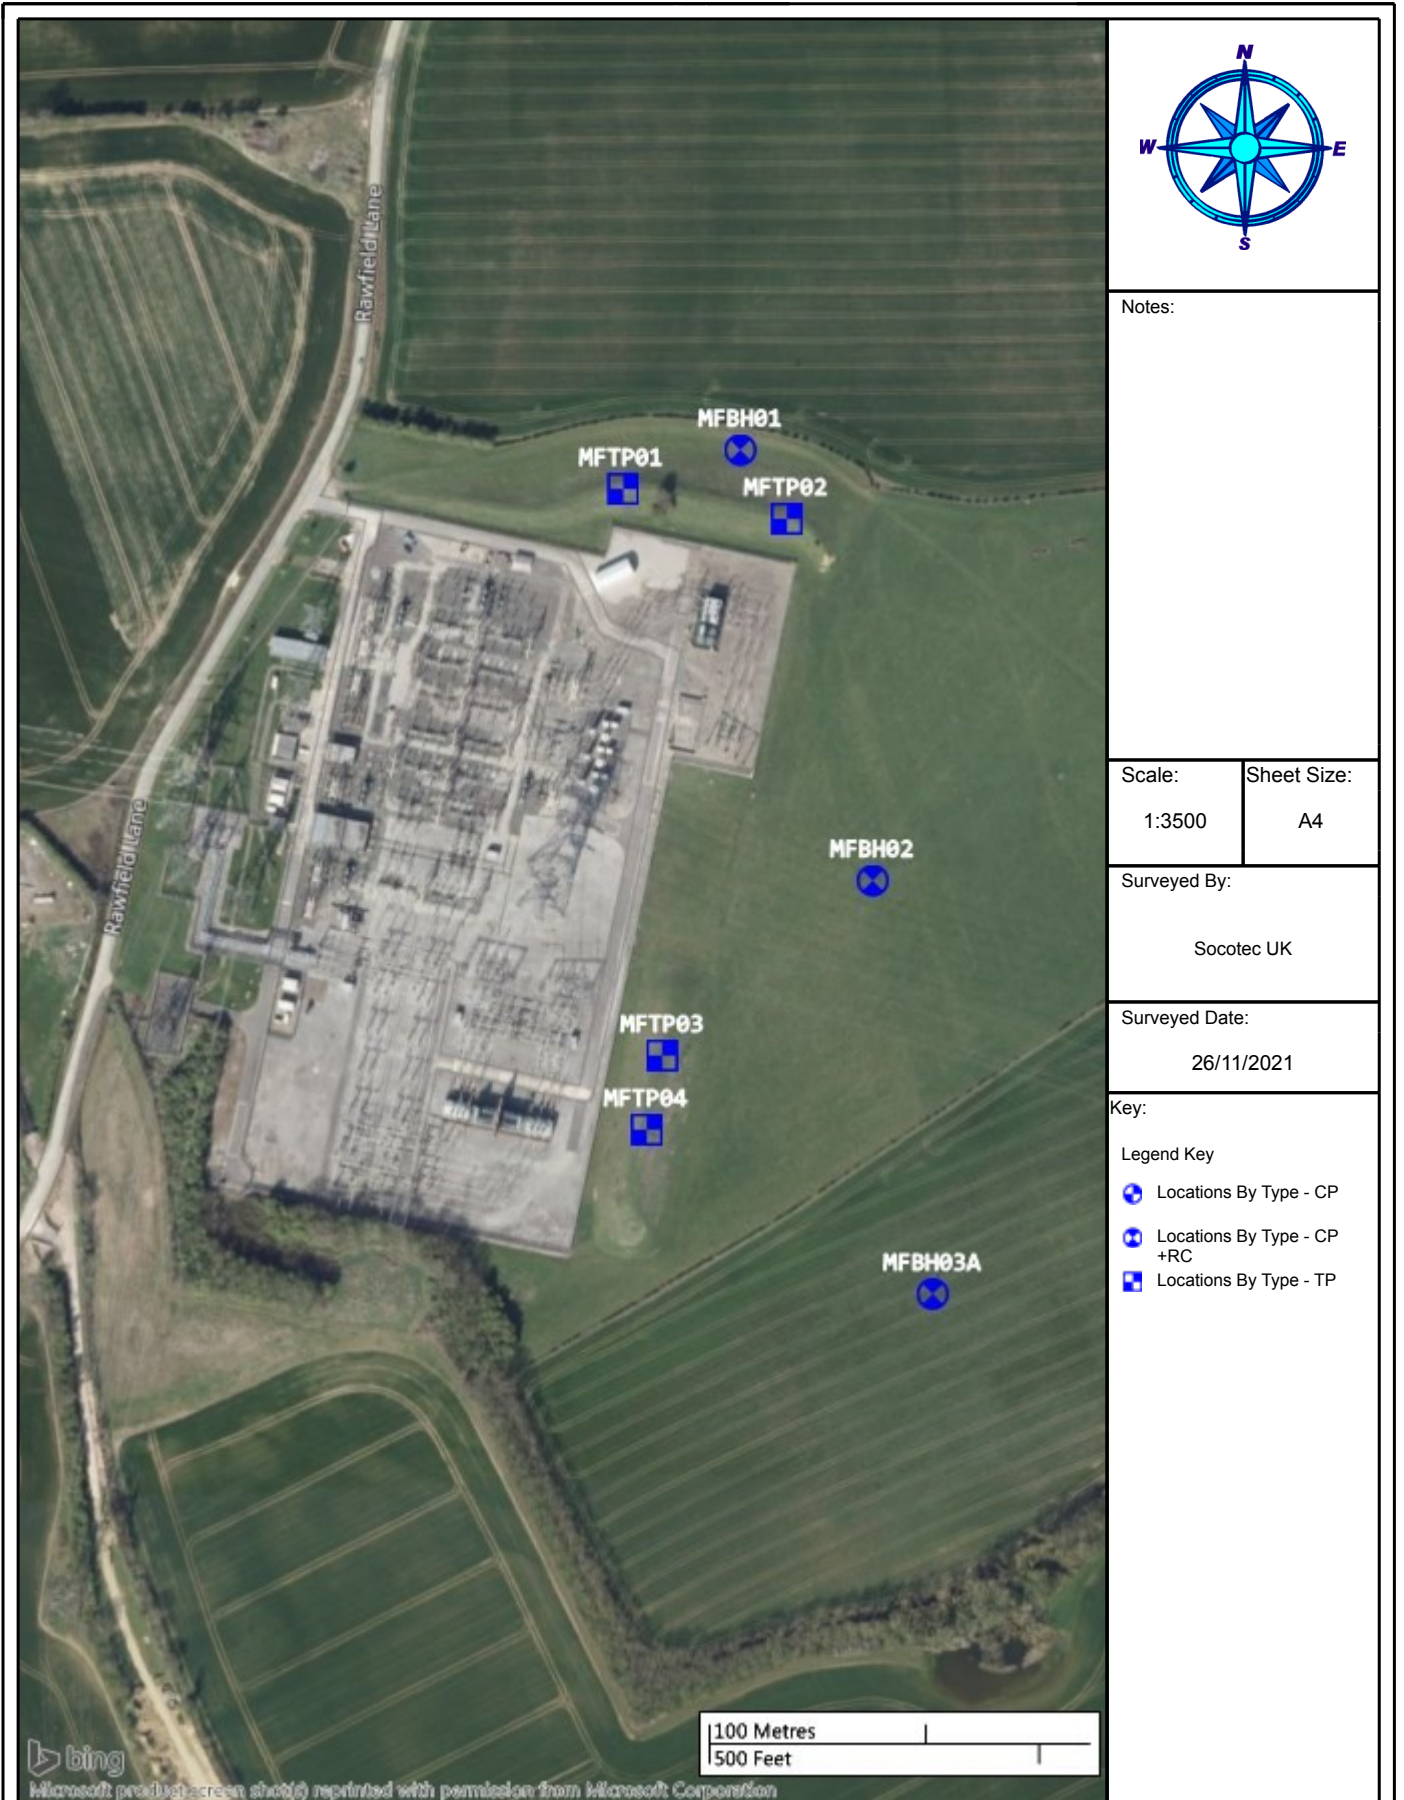 N
W
E
S
Notes:
Rawfield Lane
MFBH01
MFTP01
MFTP02
Scale:
Sheet Size:
1:3500
A4
Rawfield Lane
MFBH02
Surveyed By:
Socotec UK
MFTP03
Surveyed Date:
26/11/2021
MFTP04
Key:
Legend Key
Locations By Type - CP
Locations By Type - CP
+RC
Locations By Type - TP
MFBH03A
100 Metres
500 Feet
bing
Microsoft product screen shot(s) reprinted with permission from Microsoft Corporation